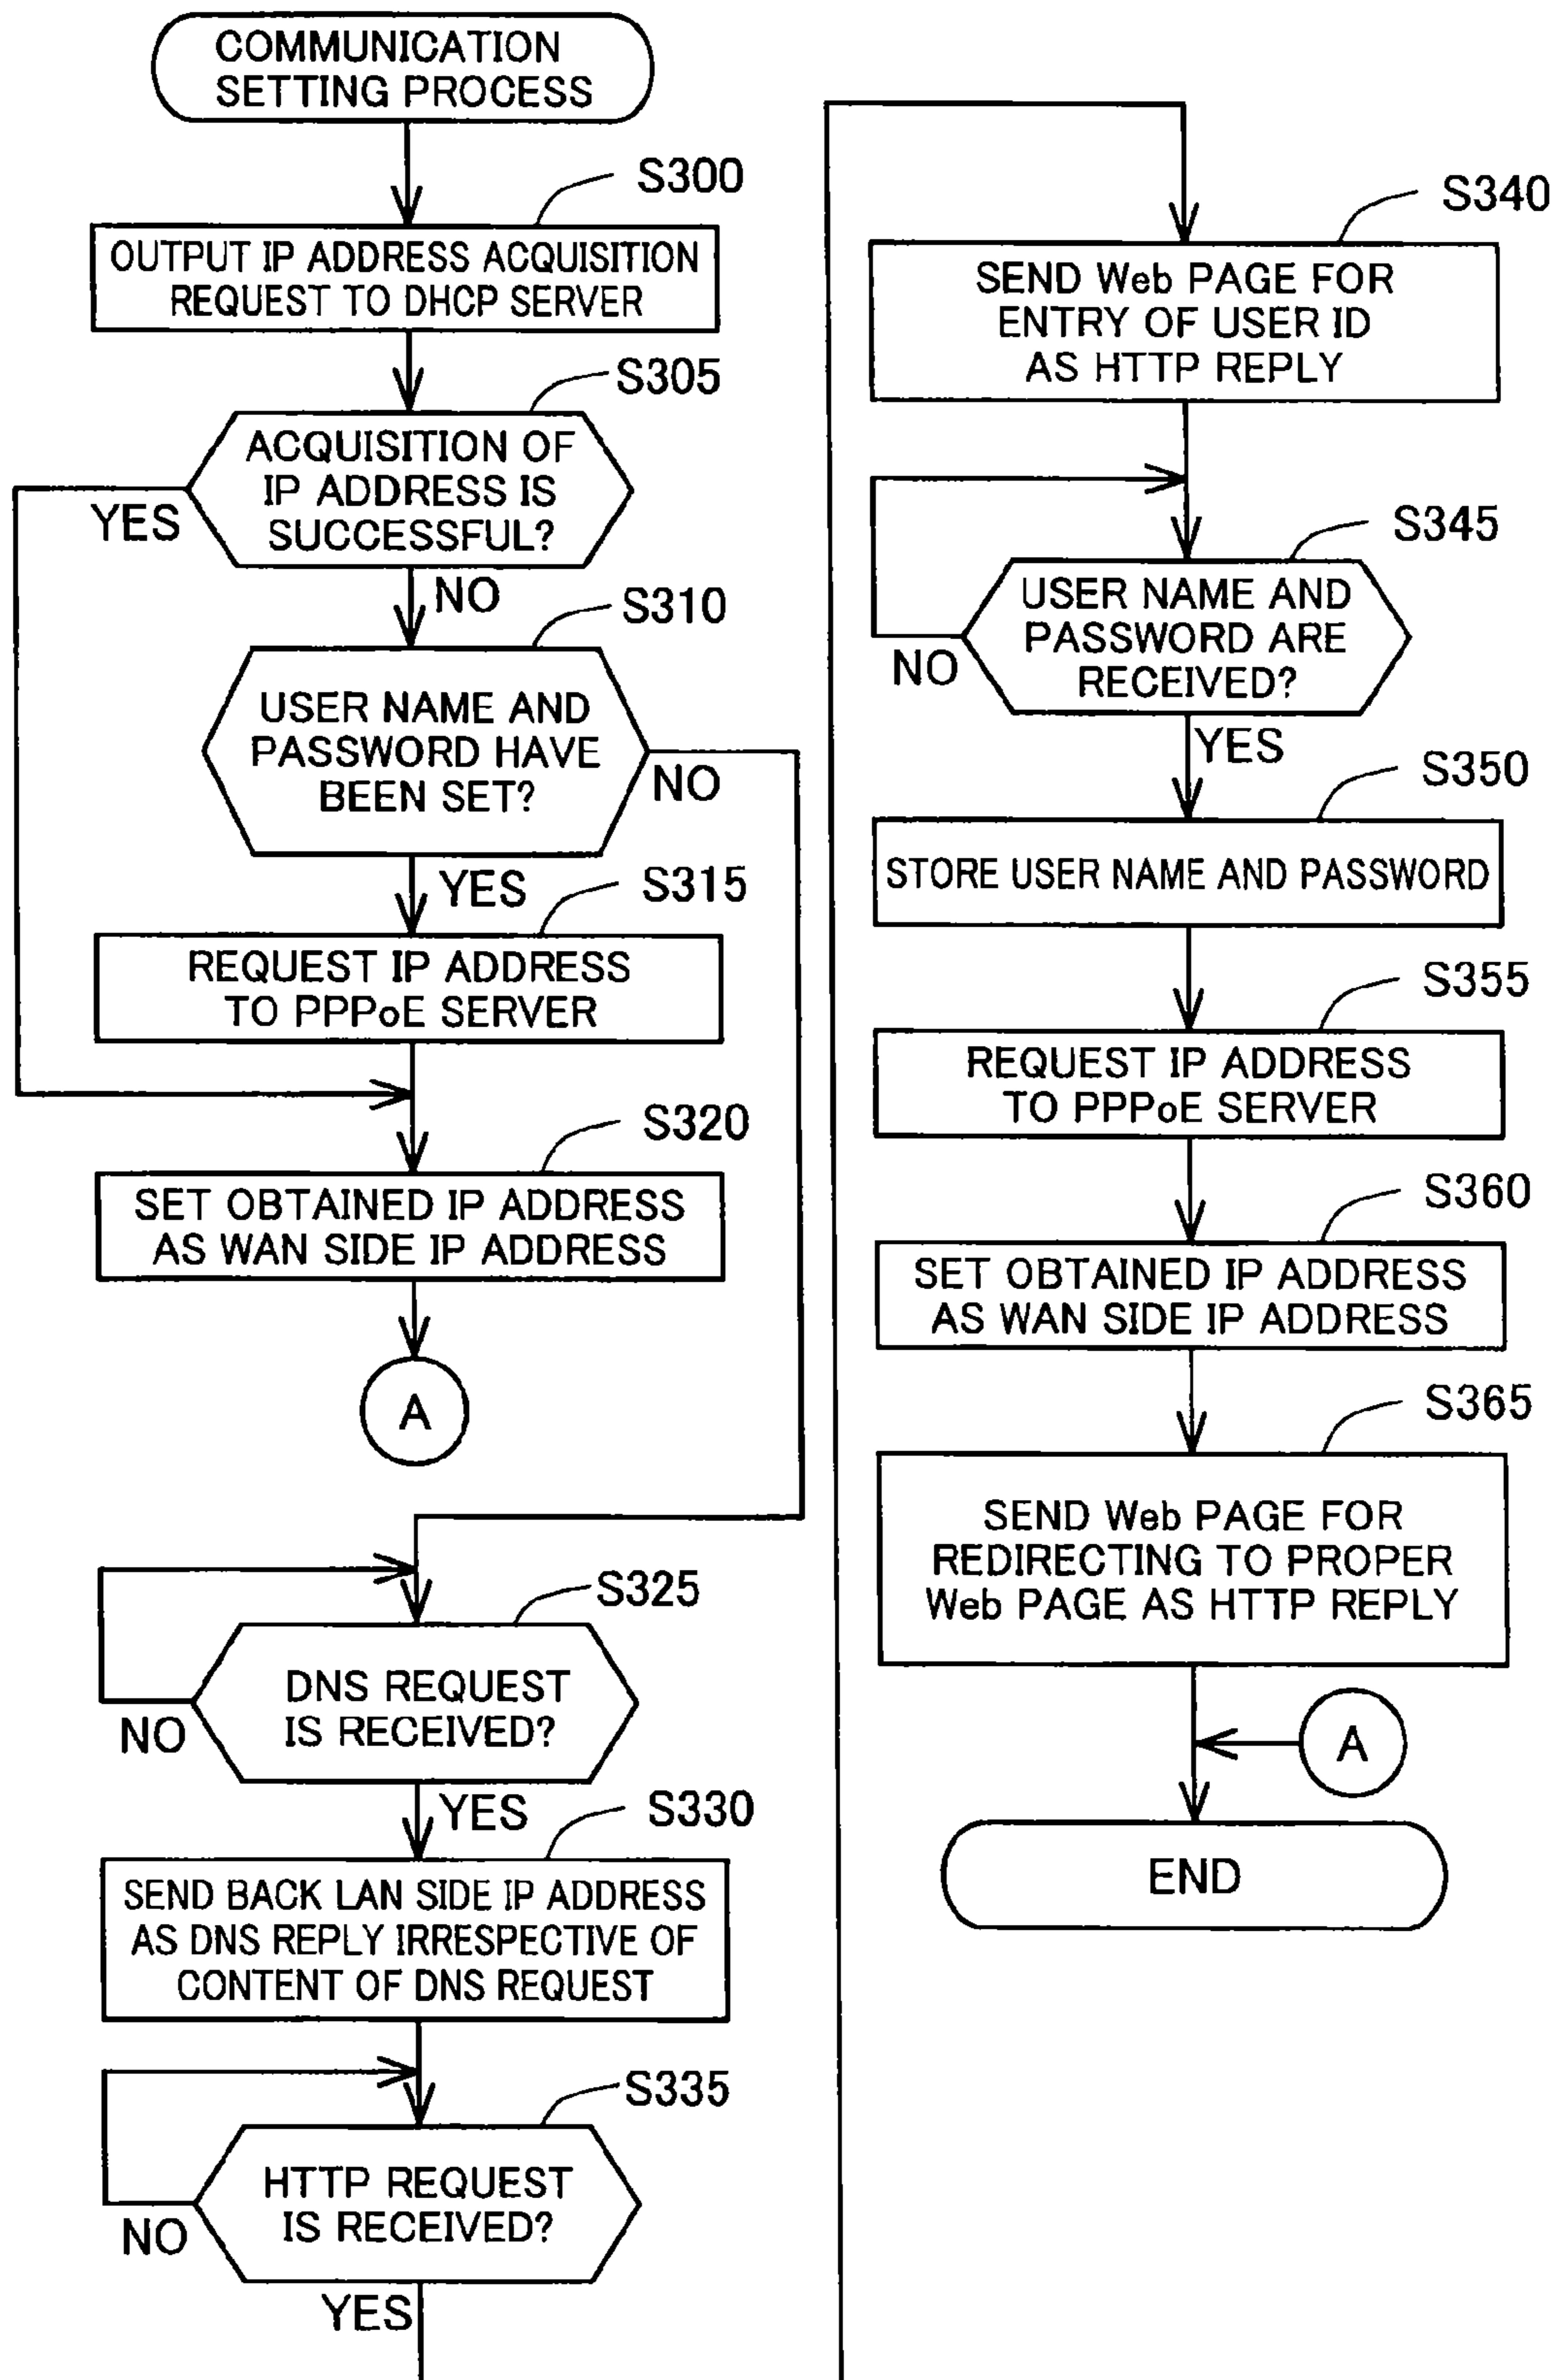 COMMUNICATION
SETTING PROCESS
S300
OUTPUT IP ADDRESS ACQUISITION
REQUEST TO DHCP SERVER
S305
ACQUISITION OF
IP ADDRESS IS
SUCCESSFUL?
YES
NO
S310
USER NAME AND
PASSWORD HAVE
BEEN SET?
NO
YES
S315
REQUEST IP ADDRESS
TO PPPoE SERVER
S320
SET OBTAINED IP ADDRESS
AS WAN SIDE IP ADDRESS
A
S325
DNS REQUEST
IS RECEIVED?
NO
YES
S330
SEND BACK LAN SIDE IP ADDRESS
AS DNS REPLY IRRESPECTIVE OF
CONTENT OF DNS REQUEST
S335
HTTP REQUEST
IS RECEIVED?
NO
YES
S340
SEND Web PAGE FOR
ENTRY OF USER ID
AS HTTP REPLY
S345
USER NAME AND
PASSWORD ARE
RECEIVED?
NO
YES
S350
STORE USER NAME AND PASSWORD
S355
REQUEST IP ADDRESS
TO PPPoE SERVER
S360
SET OBTAINED IP ADDRESS
AS WAN SIDE IP ADDRESS
S365
SEND Web PAGE FOR
REDIRECTING TO PROPER
Web PAGE AS HTTP REPLY
A
END